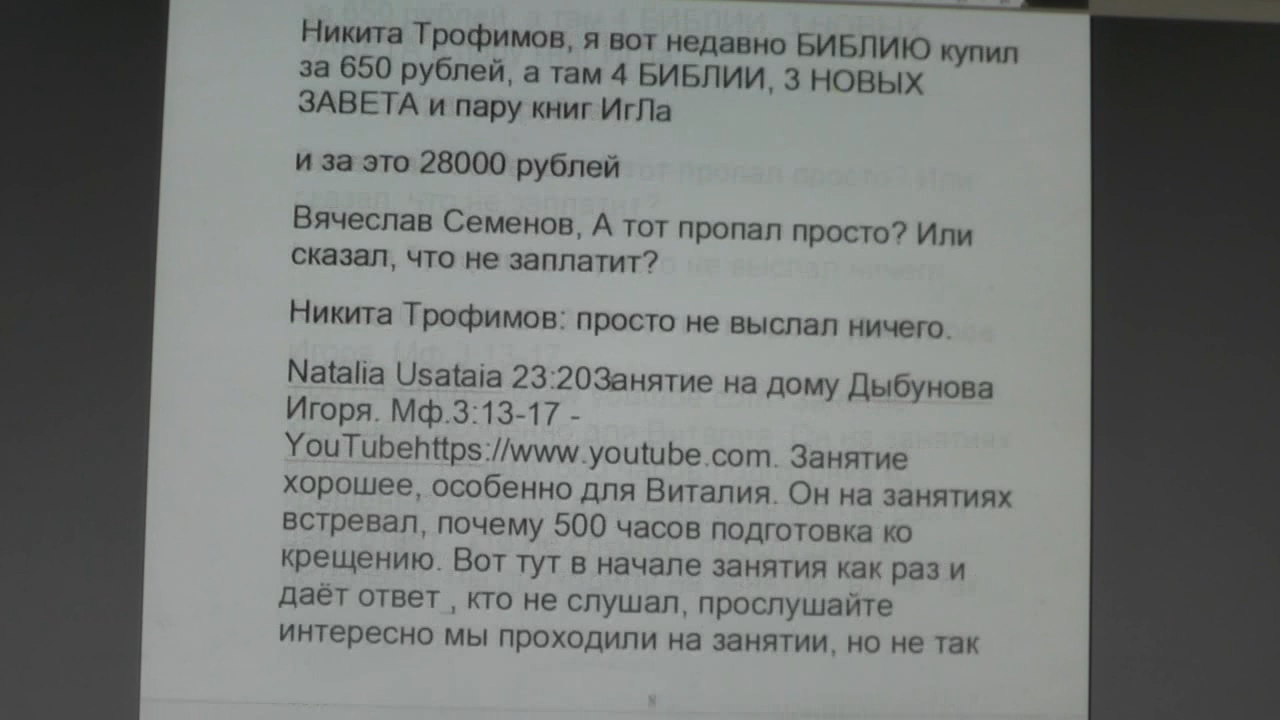 Никита Трофимов, я вот недавно БИБЛИЮ купил
за 650 рублей, а там 4 БИБЛИИ, 3 НОВЫХ
ЗАВЕТА и пару книг ИгЛа
и за это 28000 рублей
Вячеслав Семенов, А тот пропал просто? Или
сказал, что не заплатит?
Никита Трофимов: просто не выслал ничего.
Natalia Usataia 23:20Занятие на дому Дыбунова
Игоря. Мф.3:13-17 -
YouTubehttps://www.youtube.com. Занятие
хорошее, особенно для Виталия. Он на занятиях
встревал, почему 500 часов подготовка ко
крещению. Вот тут в начале занятия как раз и
даёт ответ , кто не слушал, прослушайте
интересно мы проходили на занятии, но не так
8